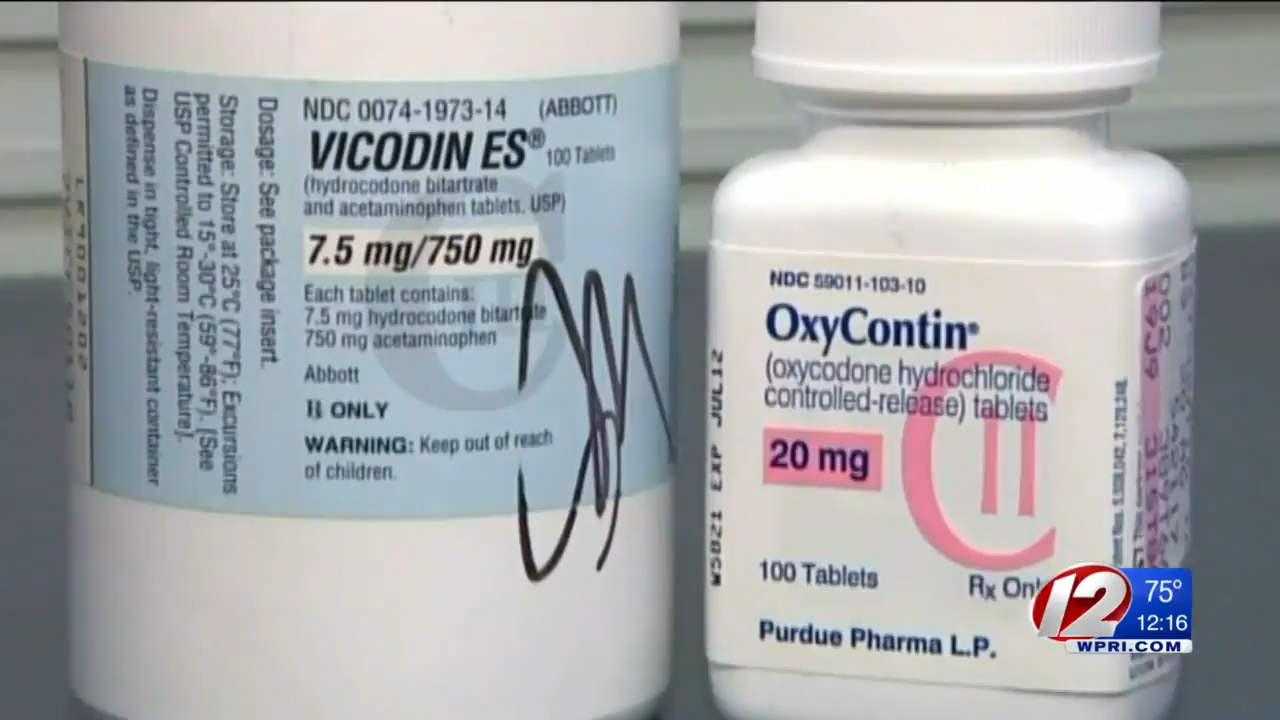 NDC 0074-1973-14 (ABBOTT)
VICODIN ES®
100 Tablets
(hydrocodone bitartrate
and acetaminophen tablets, USP)
7.5 mg/750 mg
Each tablet contains:
7.5 mg hydrocodone bitartrate
750 mg acetaminophen
Abbott
℞ ONLY
WARNING: Keep out of reach
of children.
Dosage: See package insert.
Storage: Store at 25°C (77°F); Excursions
permitted to 15°-30°C (59°-86°F). [See
USP Controlled Room Temperature].
Dispense in tight, light-resistant container
as defined in the USP.
NDC 59011-103-10
OxyContin®
(oxycodone hydrochloride
controlled-release) tablets
20 mg
CII
100 Tablets
Rx Onl
Purdue Pharma L.P.
W5821 EXP JUL12
12
75°
12:16
WPRI.COM